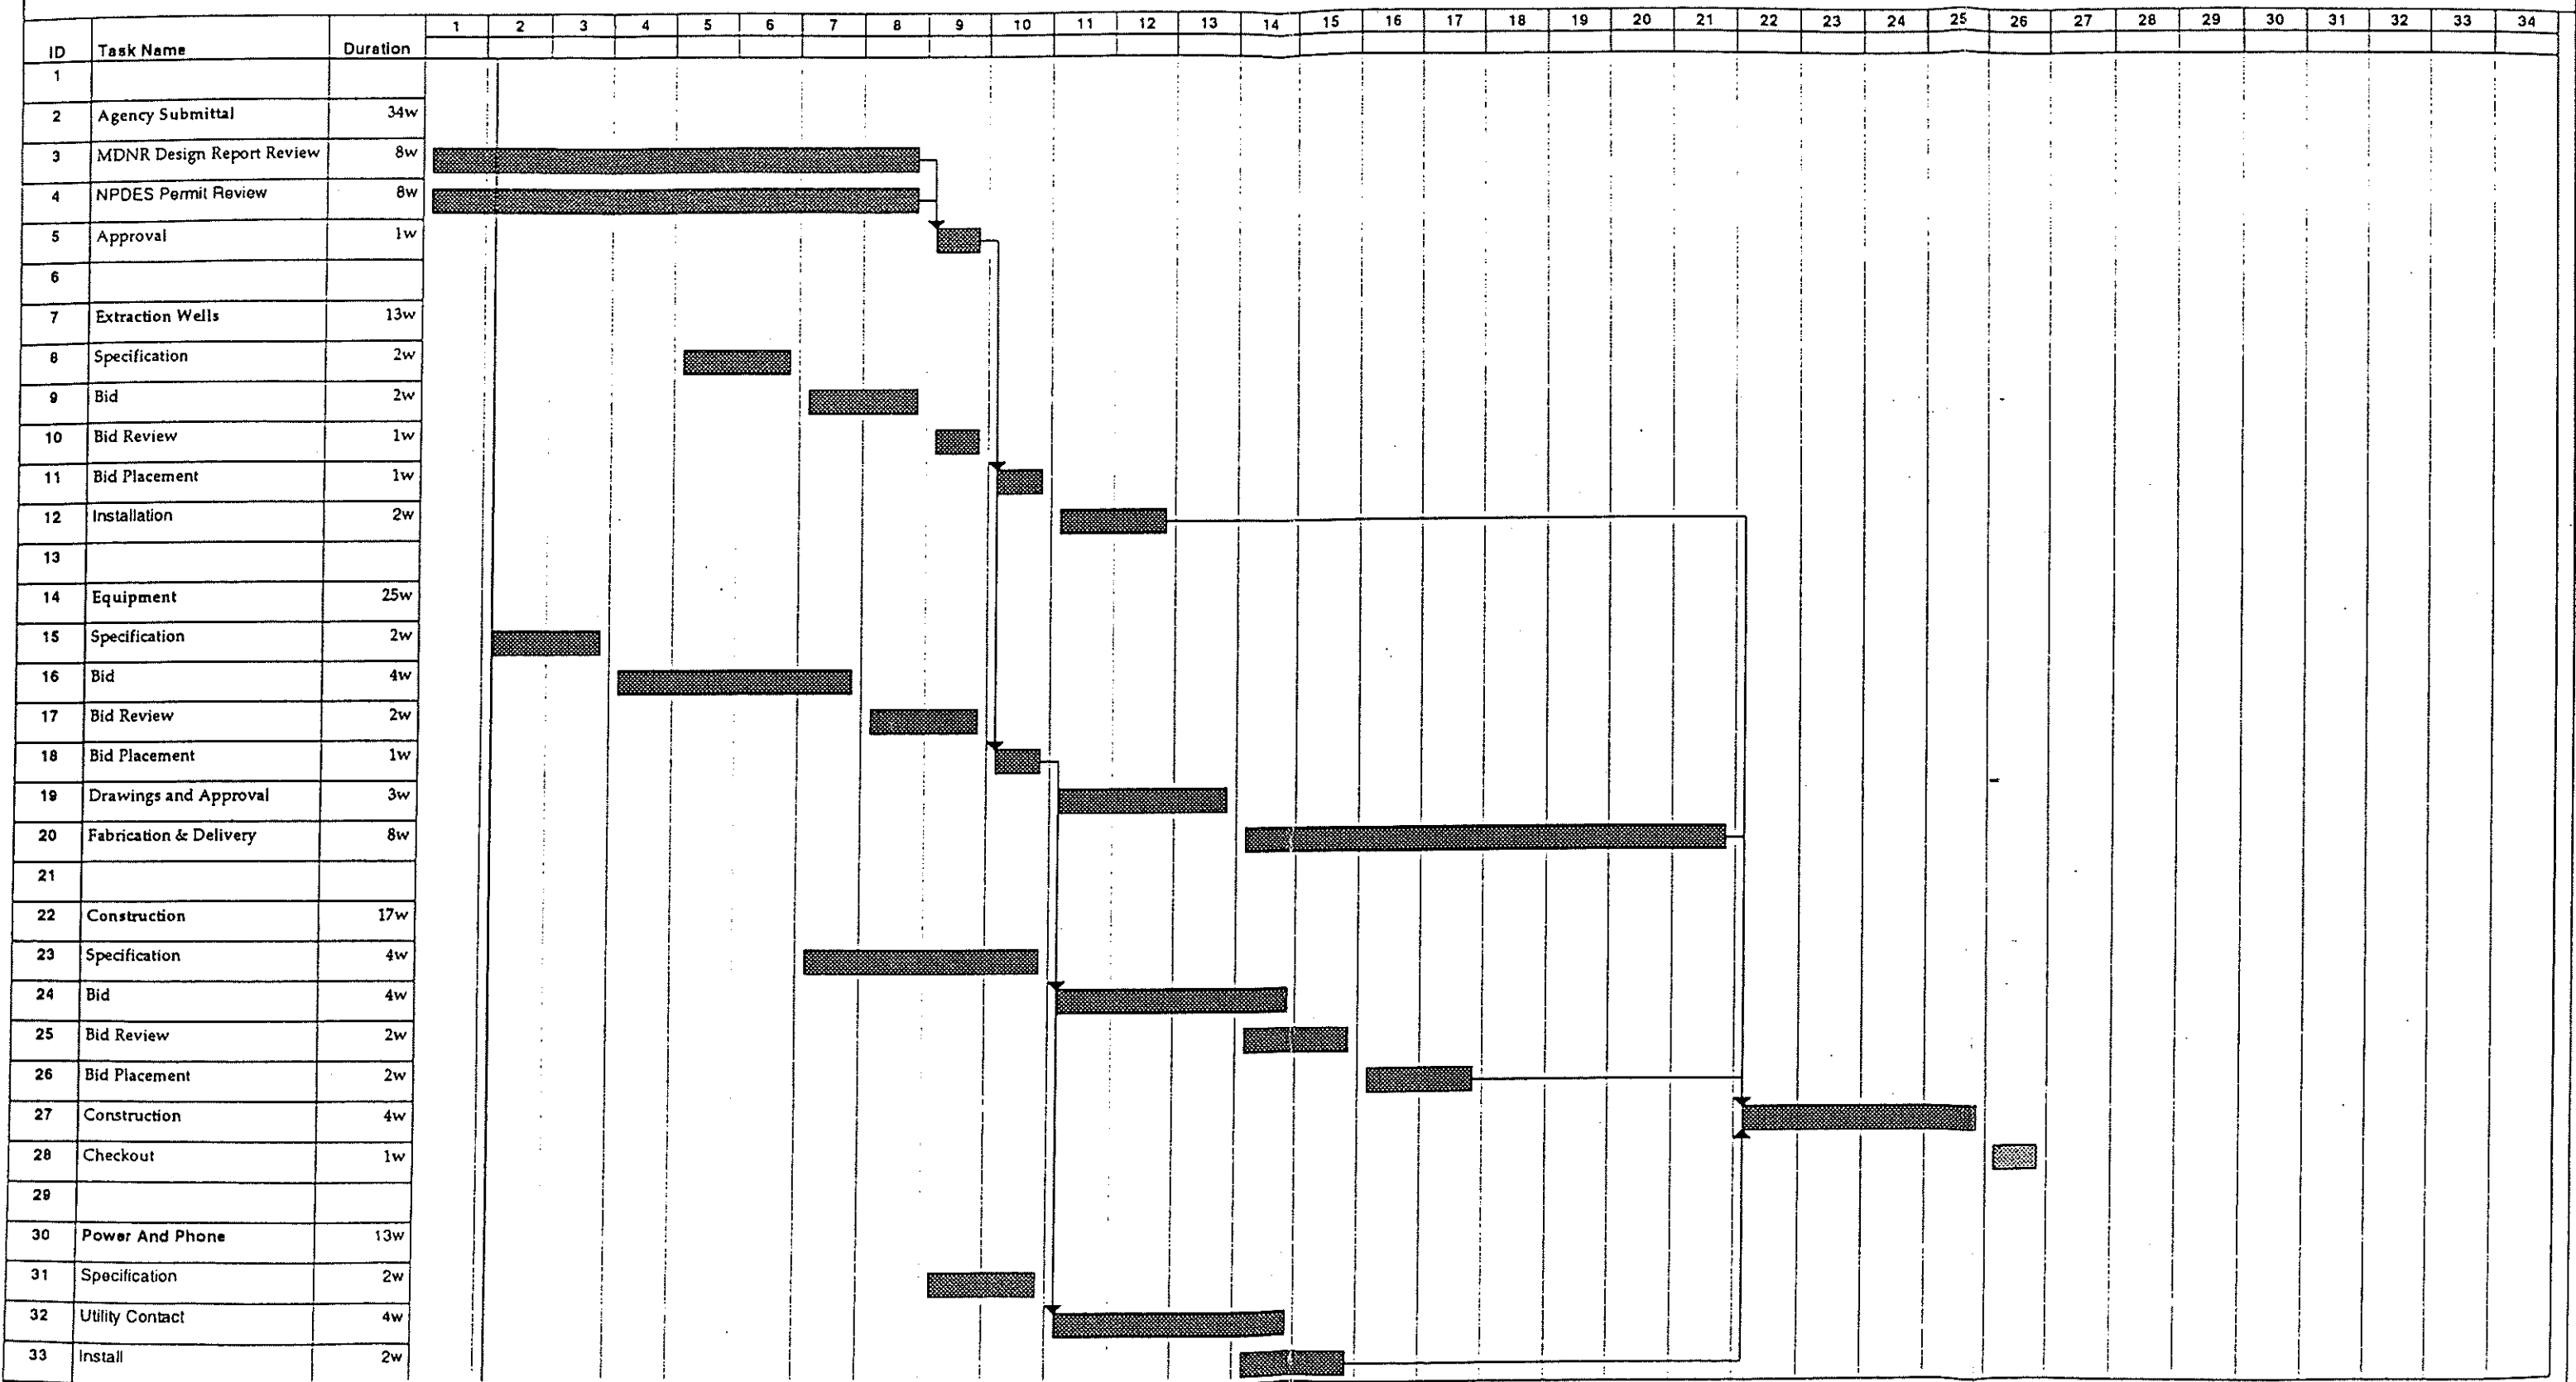 1 2 3 4 5 6 7 8 9 10 11 12 13 14 15 16 17 18 19 20 21 22 23 24 25 26 27 28 29 30 31 32 33 34
ID Task Name Duration
1
2 Agency Submittal 34w
3 MDNR Design Report Review 8w
4 NPDES Permit Review 8w
5 Approval 1w
6
7 Extraction Wells 13w
8 Specification 2w
9 Bid 2w
10 Bid Review 1w
11 Bid Placement 1w
12 Installation 2w
13
14 Equipment 25w
15 Specification 2w
16 Bid 4w
17 Bid Review 2w
18 Bid Placement 1w
19 Drawings and Approval 3w
20 Fabrication & Delivery 8w
21
22 Construction 17w
23 Specification 4w
24 Bid 4w
25 Bid Review 2w
26 Bid Placement 2w
27 Construction 4w
28 Checkout 1w
29
30 Power And Phone 13w
31 Specification 2w
32 Utility Contact 4w
33 Install 2w